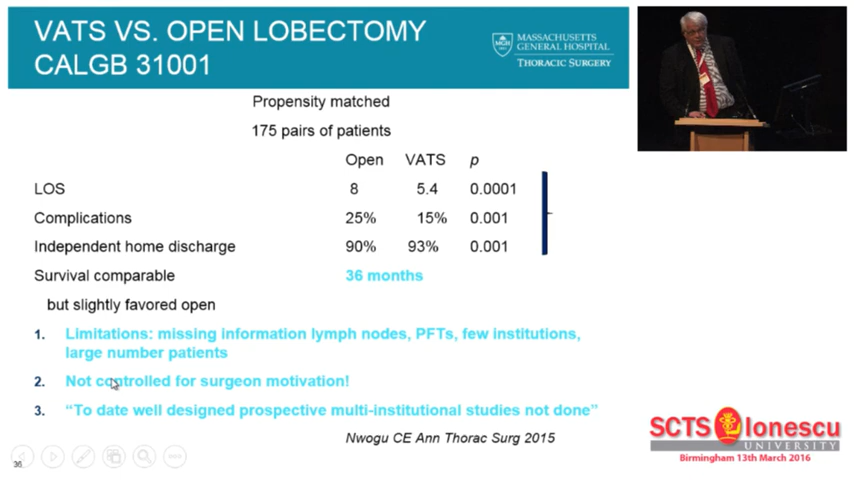 VATS VS. OPEN LOBECTOMY
CALGB 31001
MASSACHUSETTS
GENERAL HOSPITAL
THORACIC SURGERY
MGH
Propensity matched
175 pairs of patients
Open VATS p
LOS 8 5.4 0.0001
Complications 25% 15% 0.001
Independent home discharge 90% 93% 0.001
Survival comparable 36 months
but slightly favored open
1. Limitations: missing information lymph nodes, PFTs, few institutions,
large number patients
2. Not controlled for surgeon motivation!
3. “To date well designed prospective multi-institutional studies not done”
Nwogu CE Ann Thorac Surg 2015
36
SCTS Ionescu
UNIVERSITY
Birmingham 13th March 2016